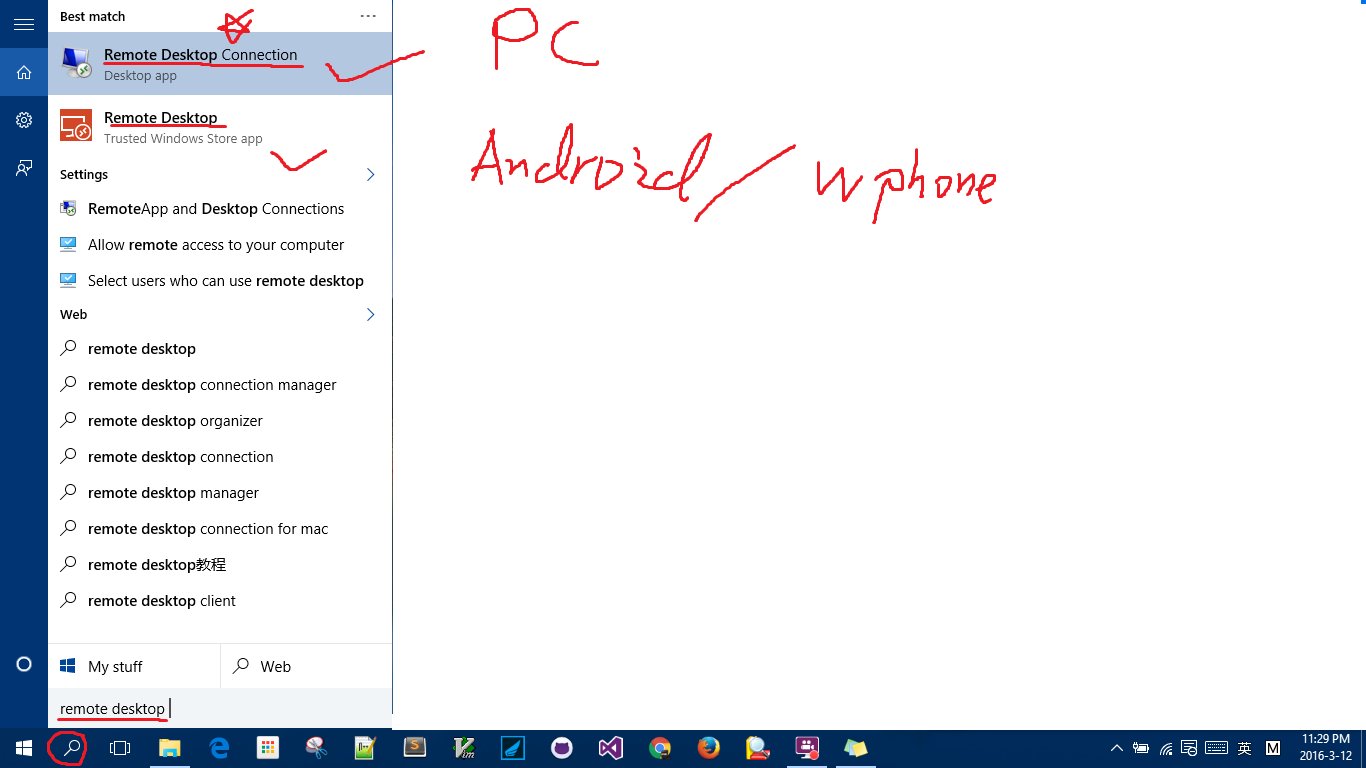 Best match
Remote Desktop Connection
Desktop app
Remote Desktop
Trusted Windows Store app
Settings
RemoteApp and Desktop Connections
Allow remote access to your computer
Select users who can use remote desktop
Web
remote desktop
remote desktop connection manager
remote desktop organizer
remote desktop connection
remote desktop manager
remote desktop connection for mac
remote desktop教程
remote desktop client
My stuff
Web
remote desktop
PC
Android / Wphone
英
M
11:29 PM
2016-3-12